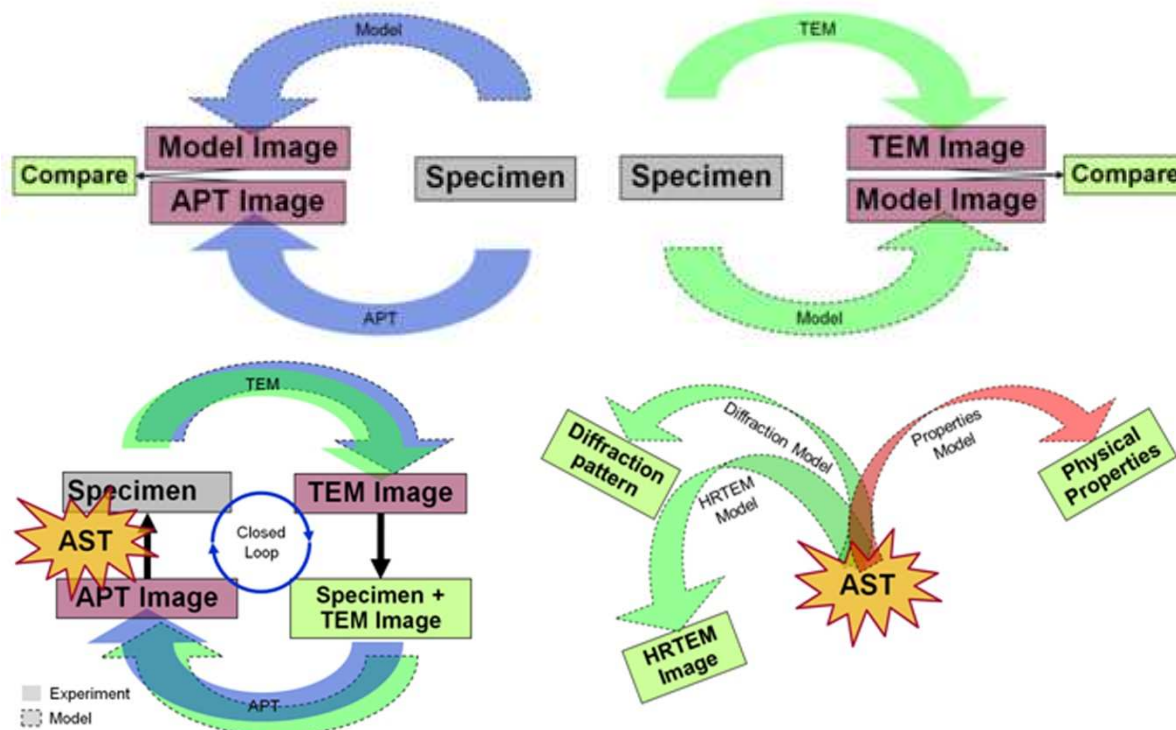 Model
Model Image
Compare
APT Image
Specimen
APT
TEM
Specimen
TEM Image
Compare
Model Image
Model
TEM
Specimen
TEM Image
AST
Closed
Loop
APT Image
Specimen +
TEM Image
APT
Experiment
Model
Diffraction
pattern
Diffraction Model
HRTEM
Model
Properties
Model
Physical
Properties
AST
HRTEM
Image